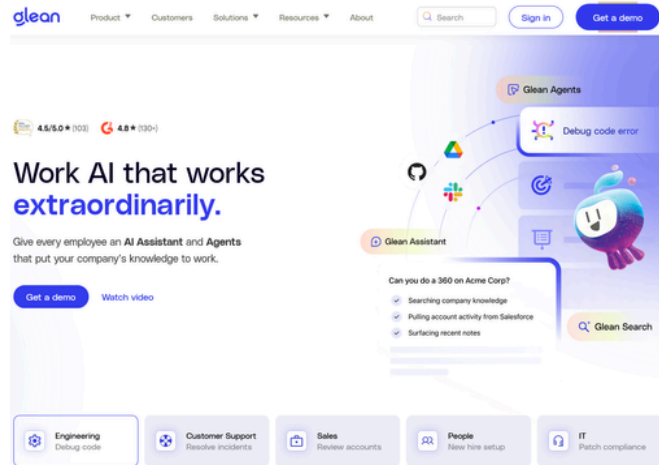 glean
Product
Customers
Solutions
Resources
About
Search
Sign in
Get a demo
4.5/5.0 ★ (103)
4.8 ★ (130+)
Work AI that works
extraordinarily.
Give every employee an AI Assistant and Agents
that put your company's knowledge to work.
Get a demo
Watch video
Glean Agents
Debug code error
Glean Assistant
Can you do a 360 on Acme Corp?
Searching company knowledge
Pulling account activity from Salesforce
Surfacing recent notes
Glean Search
Engineering
Debug code
Customer Support
Resolve incidents
Sales
Review accounts
People
New hire setup
IT
Patch compliance